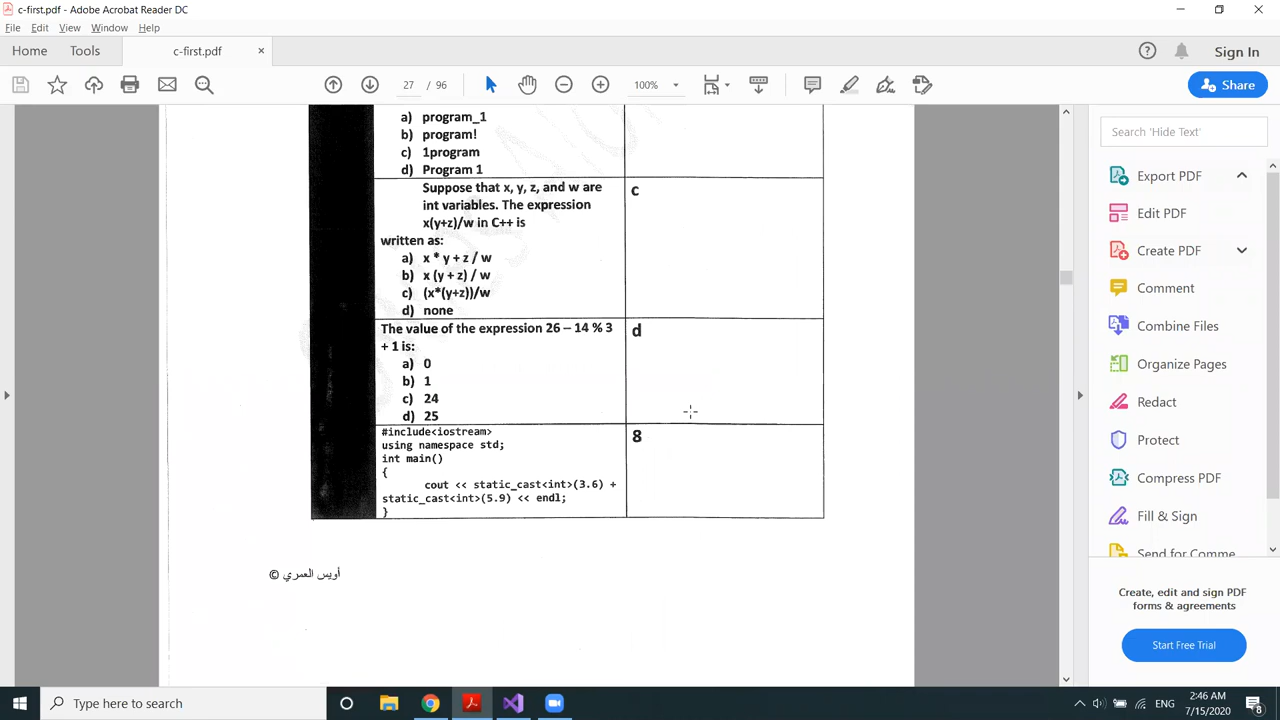 c-first.pdf - Adobe Acrobat Reader DC
File Edit View Window Help
Home Tools c-first.pdf × Sign In
27 / 96 100% Share
a) program_1
b) program!
c) 1program
d) Program 1
Suppose that x, y, z, and w are
int variables. The expression
x(y+z)/w in C++ is
written as:
a) x * y + z / w
b) x (y + z) / w
c) (x*(y+z))/w
d) none
c
The value of the expression 26 – 14 % 3
+ 1 is:
a) 0
b) 1
c) 24
d) 25
d
#include<iostream>
using namespace std;
int main()
{
cout << static_cast<int>(3.6) +
static_cast<int>(5.9) << endl;
}
8
© أويس العمري
Search 'Hide Text'
Export PDF
Edit PDF
Create PDF
Comment
Combine Files
Organize Pages
Redact
Protect
Compress PDF
Fill & Sign
Send for Comme
Create, edit and sign PDF
forms & agreements
Start Free Trial
Type here to search
ENG
2:46 AM
7/15/2020
8